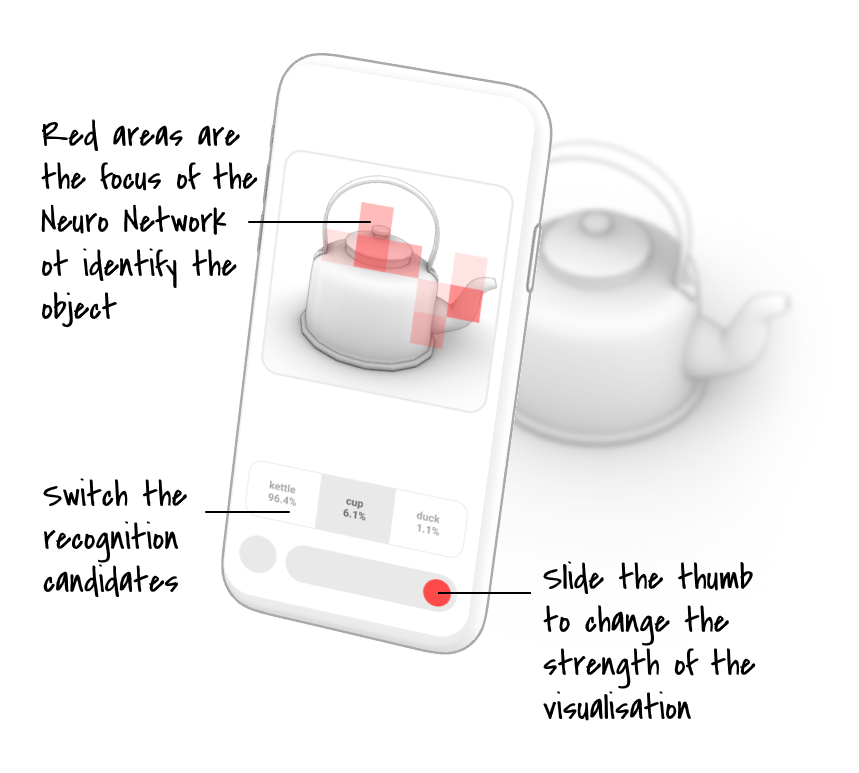 Red areas are
the focus of the
Neuro Network
ot identify the
object
kettle
96.4%
cup
6.1%
duck
1.1%
Switch the
recognition
candidates
Slide the thumb
to change the
strength of the
visualisation